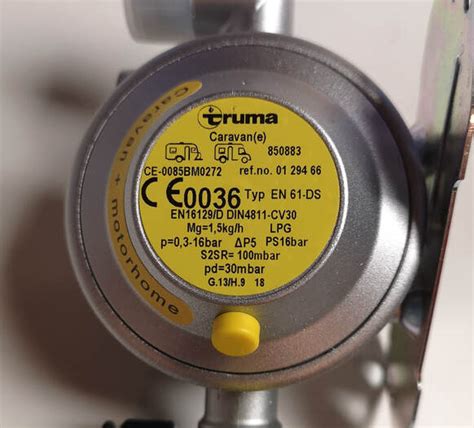 truma
Caravan(e)
850883
CE-0085BM0272 ref.no. 01 294 66
CE0036 Typ EN 61-DS
EN16129/D DIN4811-CV30
Mg=1,5kg/h LPG
p=0,3-16bar ΔP5 PS16bar
S2SR= 100mbar
pd=30mbar
G.13/H.9 18
Caravan + motorhome